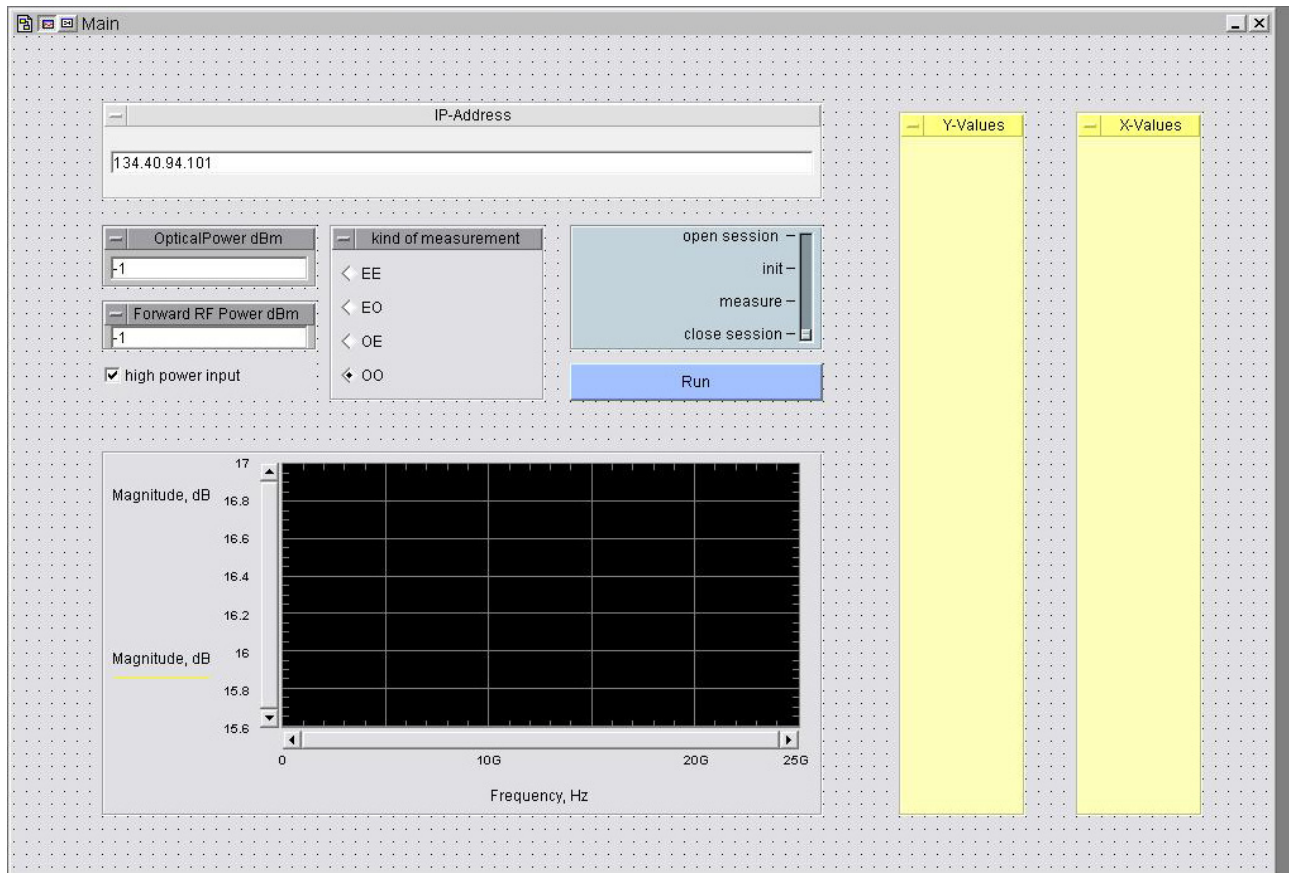 Main
IP-Address
134.40.94.101
Y-Values
X-Values
OpticalPower dBm
-1
Forward RF Power dBm
-1
high power input
kind of measurement
EE
EO
OE
OO
open session
init
measure
close session
Run
Magnitude, dB
Magnitude, dB
17
16.8
16.6
16.4
16.2
16
15.8
15.6
0
10G
20G
25G
Frequency, Hz